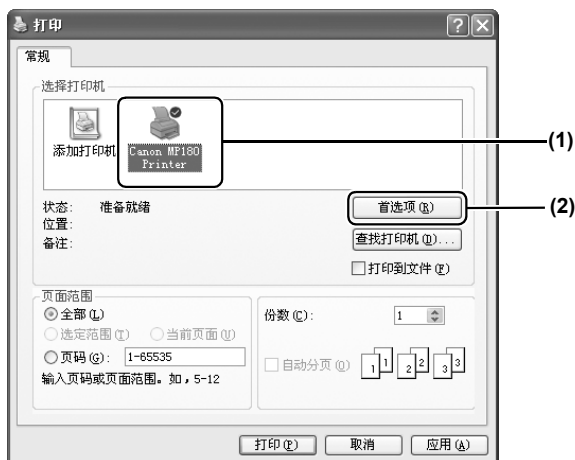 打印
常规
选择打印机
添加打印机
Canon MP180
Printer
(1)
状态: 准备就绪
位置:
备注:
首选项(R)
(2)
查找打印机(D)...
打印到文件(F)
页面范围
全部(L)
选定范围(T) 当前页面(U)
页码(G): 1-65535
输入页码或页面范围。如,5-12
份数(C): 1
自动分页(O)
1 1 2 2 3 3
打印(P) 取消 应用(A)